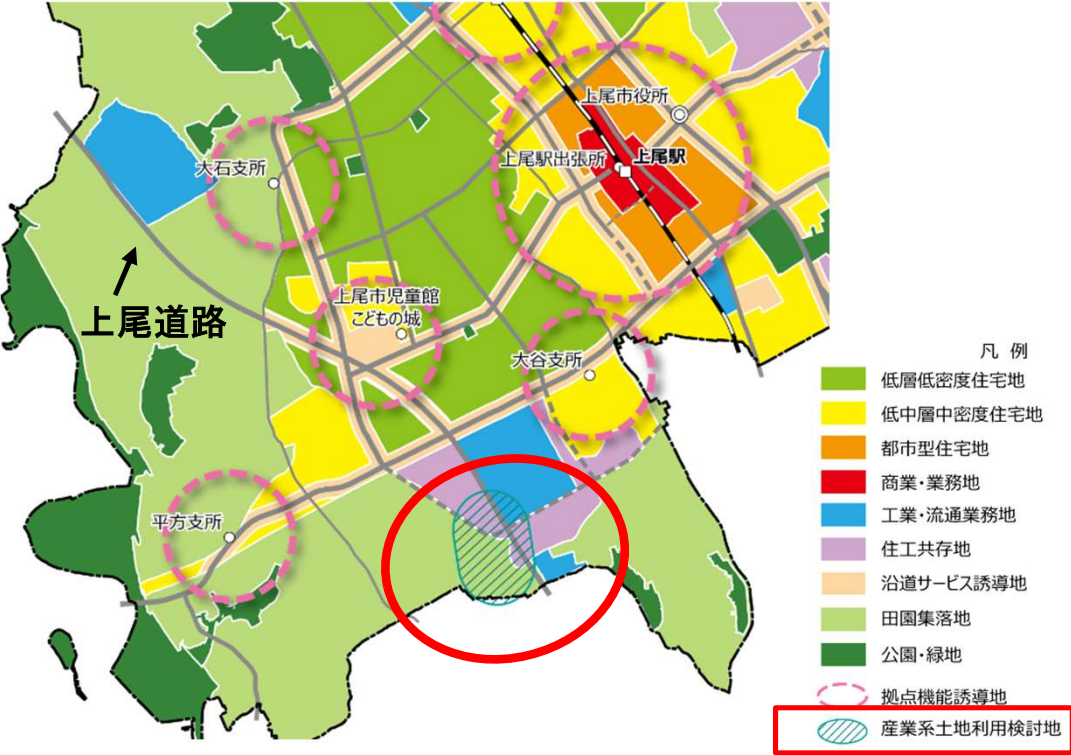 上尾市役所
上尾駅出張所
上尾駅
大石支所
上尾道路
上尾市児童館
こどもの城
大谷支所
平方支所
凡 例
低層低密度住宅地
低中層中密度住宅地
都市型住宅地
商業・業務地
工業・流通業務地
住工共存地
沿道サービス誘導地
田園集落地
公園・緑地
拠点機能誘導地
産業系土地利用検討地